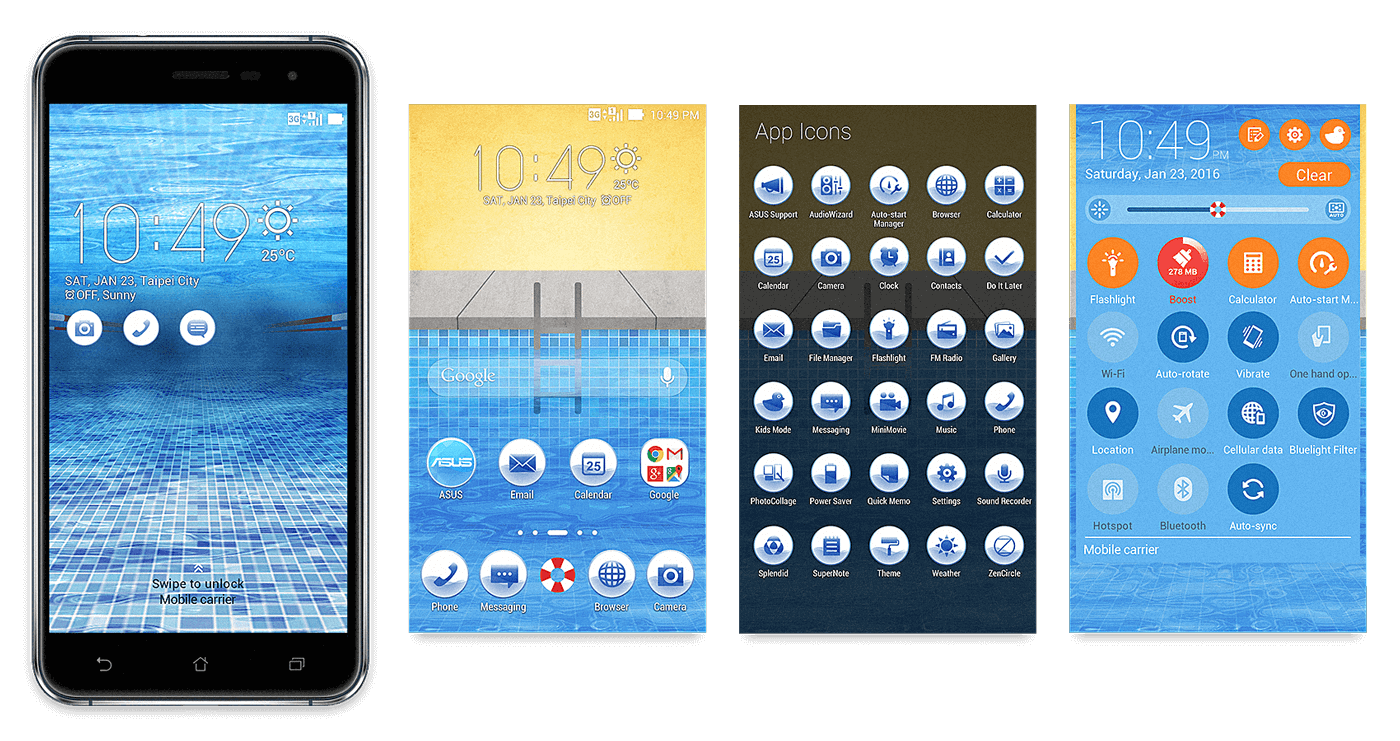 3G 1
10:49
25°C
SAT, JAN 23, Taipei City
OFF, Sunny
Swipe to unlock
Mobile carrier
3G 1 10:49 PM
10:49
25°C
SAT, JAN 23, Taipei City OFF
Google
ASUS
25
ASUS Email Calendar Google
Phone Messaging Browser Camera
App Icons
ASUS Support AudioWizard Auto-start Manager Browser Calculator
25
Calendar Camera Clock Contacts Do It Later
Email File Manager Flashlight FM Radio Gallery
Kids Mode Messaging MiniMovie Music Phone
PhotoCollage Power Saver Quick Memo Settings Sound Recorder
Splendid SuperNote Theme Weather ZenCircle
10:49 PM
Saturday, Jan 23, 2016
Clear
AUTO
278 MB
Flashlight Boost Calculator Auto-start M...
Wi-Fi Auto-rotate Vibrate One hand op...
Location Airplane mo... Cellular data Bluelight Filter
Hotspot Bluetooth Auto-sync
Mobile carrier